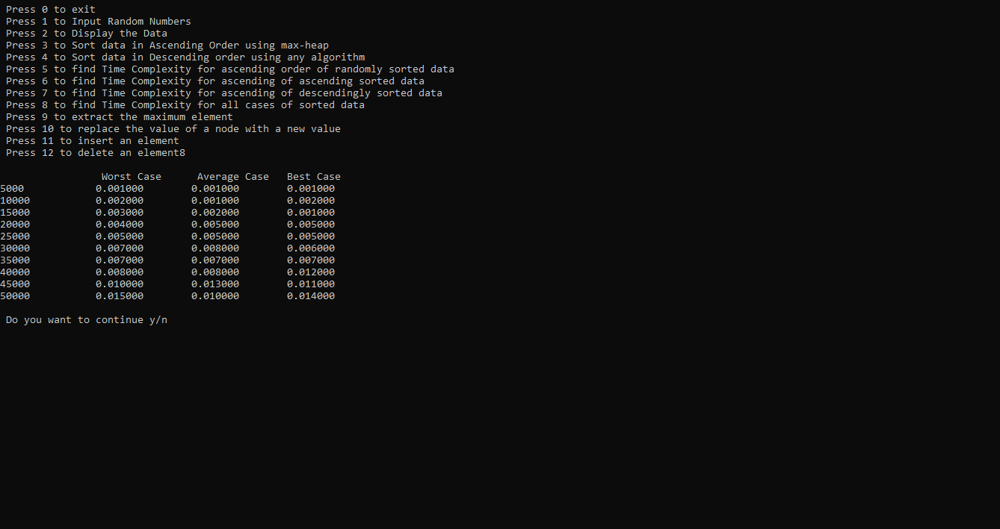 Press 0 to exit
Press 1 to Input Random Numbers
Press 2 to Display the Data
Press 3 to Sort data in Ascending Order using max-heap
Press 4 to Sort data in Descending order using any algorithm
Press 5 to find Time Complexity for ascending order of randomly sorted data
Press 6 to find Time Complexity for ascending of ascending sorted data
Press 7 to find Time Complexity for ascending of descendingly sorted data
Press 8 to find Time Complexity for all cases of sorted data
Press 9 to extract the maximum element
Press 10 to replace the value of a node with a new value
Press 11 to insert an element
Press 12 to delete an element8
Worst Case Average Case Best Case
5000 0.001000 0.001000 0.001000
10000 0.002000 0.001000 0.002000
15000 0.003000 0.002000 0.001000
20000 0.004000 0.005000 0.005000
25000 0.005000 0.005000 0.005000
30000 0.007000 0.008000 0.006000
35000 0.007000 0.007000 0.007000
40000 0.008000 0.008000 0.012000
45000 0.010000 0.013000 0.011000
50000 0.015000 0.010000 0.014000
Do you want to continue y/n